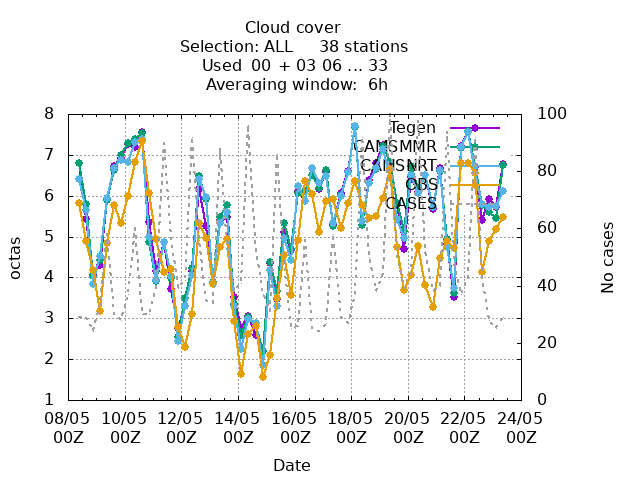 Cloud cover
Selection: ALL 38 stations
Used 00 + 03 06 ... 33
Averaging window: 6h
8
7
6
5
4
3
2
1
100
80
60
40
20
0
octas
No cases
Tegen
CAMSMMR
CAMSNRT
OBS
CASES
08/05 10/05 12/05 14/05 16/05 18/05 20/05 22/05 24/05
00Z 00Z 00Z 00Z 00Z 00Z 00Z 00Z 00Z
Date